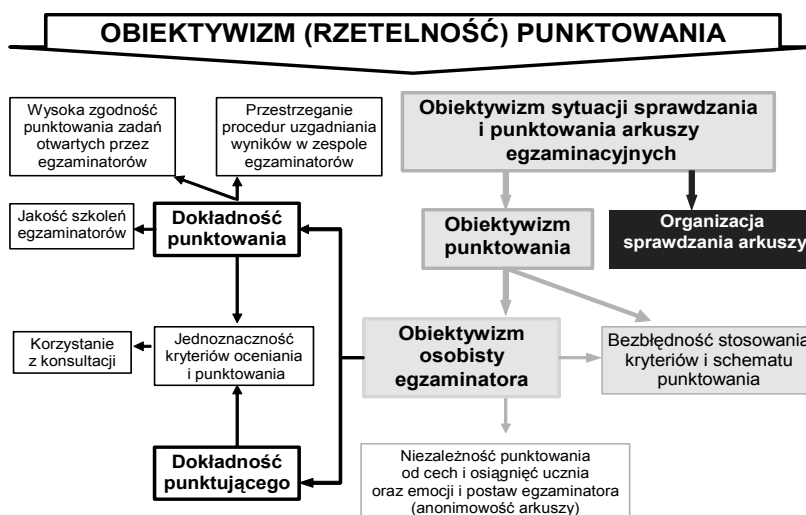 OBIEKTYWIZM (RZETELNOŚĆ) PUNKTOWANIA
Wysoka zgodność
punktowania zadań
otwartych przez
egzaminatorów
Przestrzeganie
procedur uzgadniania
wyników w zespole
egzaminatorów
Obiektywizm sytuacji sprawdzania
i punktowania arkuszy
egzaminacyjnych
Jakość szkoleń
egzaminatorów
Dokładność
punktowania
Obiektywizm
punktowania
Organizacja
sprawdzania arkuszy
Korzystanie
z konsultacji
Jednoznaczność
kryteriów oceniania
i punktowania
Obiektywizm
osobisty
egzaminatora
Bezbłędność stosowania
kryteriów i schematu
punktowania
Dokładność
punktującego
Niezależność punktowania
od cech i osiągnięć ucznia
oraz emocji i postaw egzaminatora
(anonimowość arkuszy)